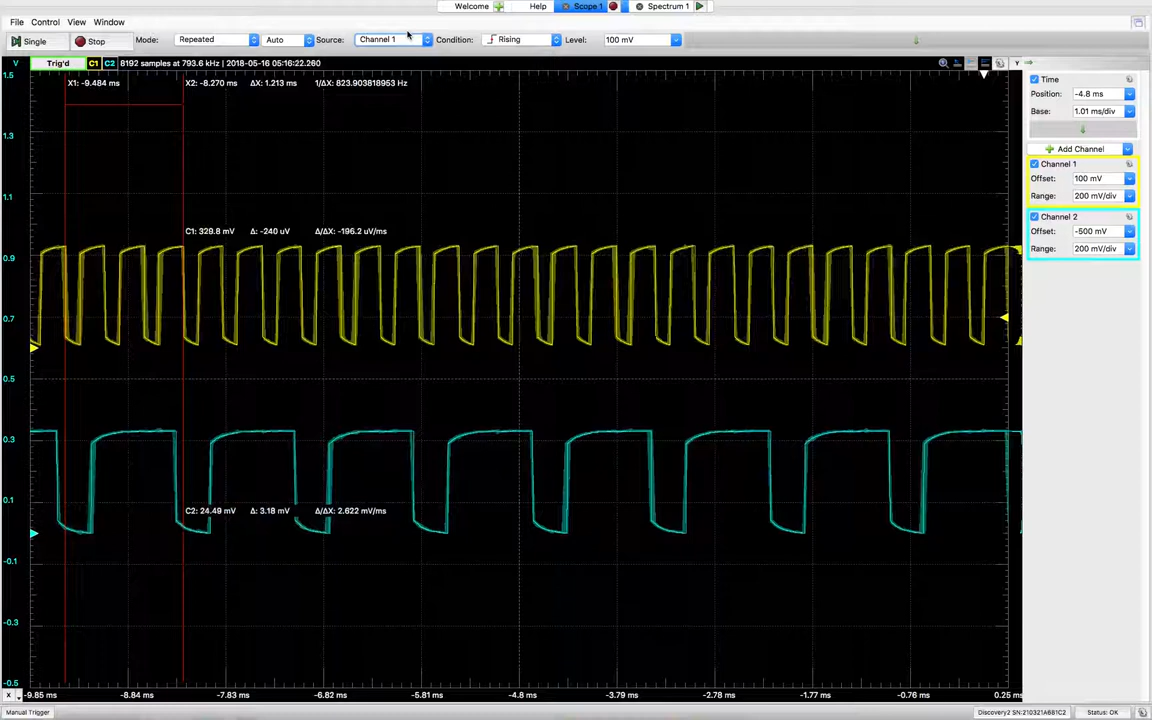 Welcome Help Scope 1 Spectrum 1
File Control View Window
Single Stop Mode: Repeated Auto Source: Channel 1 Condition: Rising Level: 100 mV
V Trig'd C1 C2 8192 samples at 793.6 kHz | 2018-05-16 05:16:22.260 Y
X1: -9.484 ms X2: -8.270 ms ΔX: 1.213 ms 1/ΔX: 823.903818953 Hz
C1: 329.8 mV Δ: -240 uV Δ/ΔX: -196.2 uV/ms
C2: 24.49 mV Δ: 3.18 mV Δ/ΔX: 2.622 mV/ms
1.5
1.3
1.1
0.9
0.7
0.5
0.3
0.1
-0.1
-0.3
-0.5
Time
Position: -4.8 ms
Base: 1.01 ms/div
Add Channel
Channel 1
Offset: 100 mV
Range: 200 mV/div
Channel 2
Offset: -500 mV
Range: 200 mV/div
X -9.85 ms -8.84 ms -7.83 ms -6.82 ms -5.81 ms -4.8 ms -3.79 ms -2.78 ms -1.77 ms -0.76 ms 0.25 ms
Manual Trigger Discovery2 SN:210321A681C2 Status: OK